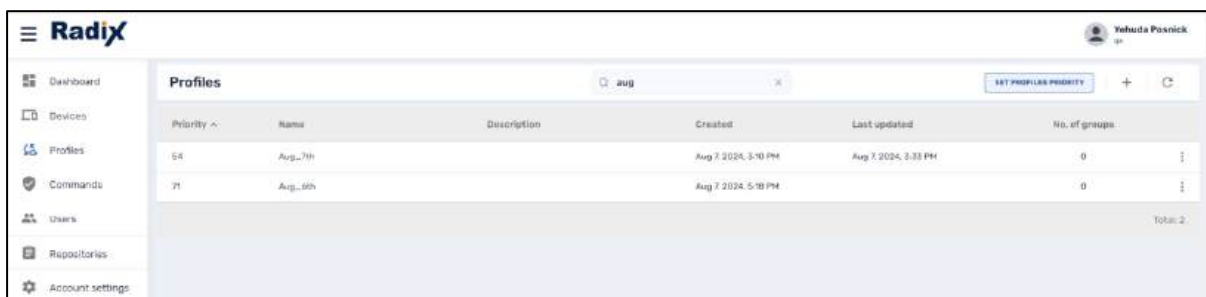 Radix
Yehuda Posnick
qa
Dashboard
Devices
Profiles
Commands
Users
Repositories
Account settings
Profiles
aug
SET PROFILES PRIORITY
Priority Name Description Created Last updated No. of groups
64 Aug_7th Aug 7, 2024, 3:10 PM Aug 7, 2024, 3:33 PM 0
71 Aug_6th Aug 7, 2024, 5:18 PM 0
Total: 2